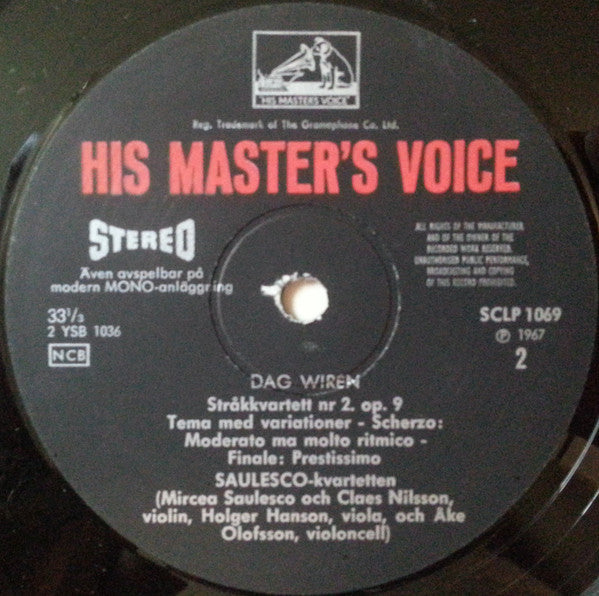 "HIS MASTER'S VOICE"
Reg. Trademark of The Gramophone Co. Ltd.
HIS MASTER'S VOICE
STEREO
Även avspelbar på
modern MONO-anläggning
ALL RIGHTS OF THE MANUFACTURER
AND OF THE OWNER OF THE
RECORDED WORK RESERVED.
UNAUTHORISED PUBLIC PERFORMANCE,
BROADCASTING AND COPYING
OF THIS RECORD PROHIBITED.
33⅓
2 YSB 1036
NCB
SCLP 1069
℗ 1967
2
DAG WIREN
Stråkkvartett nr 2. op. 9
Tema med variationer - Scherzo:
Moderato ma molto ritmico -
Finale: Prestissimo
SAULESCO-kvartetten
(Mircea Saulesco och Claes Nilsson,
violin, Holger Hanson, viola, och Ake
Olofsson, violoncell)